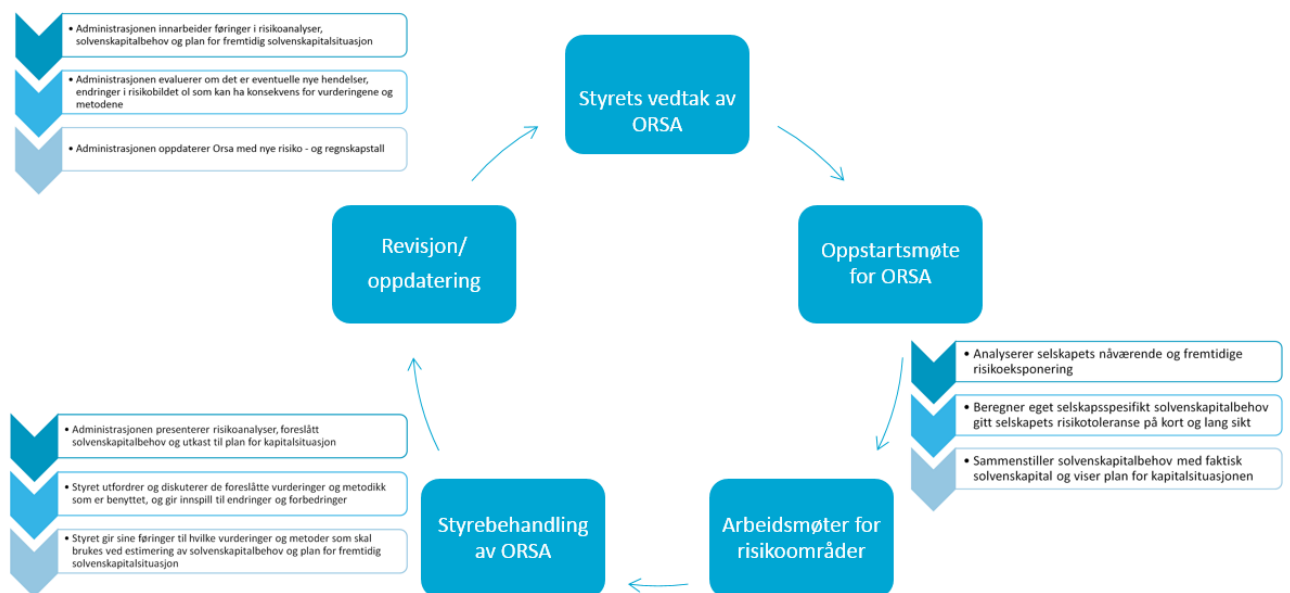 • Administrasjonen innarbeider føringer i risikoanalyser,
solvenskapitalbehov og plan for fremtidig solvenskapitalsituasjon
• Administrasjonen evaluerer om det er eventuelle nye hendelser,
endringer i risikobildet ol som kan ha konsekvens for vurderingene og
metodene
• Administrasjonen oppdaterer Orsa med nye risiko - og regnskapstall
Styrets vedtak av
ORSA
Oppstartsmøte
for ORSA
• Analyserer selskapets nåværende og fremtidige
risikoeksponering
• Beregner eget selskapsspesifikt solvenskapitalbehov
gitt selskapets risikotoleranse på kort og lang sikt
• Sammenstiller solvenskapitalbehov med faktisk
solvenskapital og viser plan for kapitalsituasjonen
Arbeidsmøter for
risikoområder
Styrebehandling
av ORSA
• Administrasjonen presenterer risikoanalyser, foreslått
solvenskapitalbehov og utkast til plan for kapitalsituasjon
• Styret utfordrer og diskuterer de foreslåtte vurderinger og metodikk
som er benyttet, og gir innspill til endringer og forbedringer
• Styret gir sine føringer til hvilke vurderinger og metoder som skal
brukes ved estimering av solvenskapitalbehov og plan for fremtidig
solvenskapitalsituasjon
Revisjon/
oppdatering